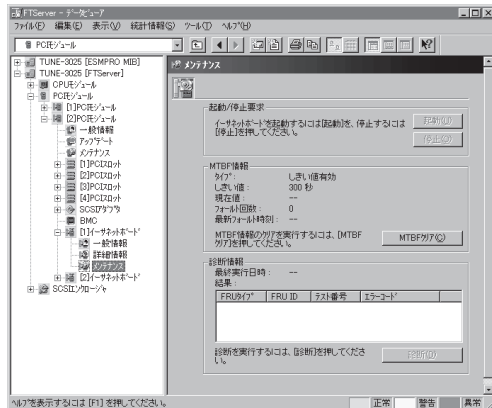 FTServer - データビューア
ファイル(F) 編集(E) 表示(V) 統計情報(S) ツール(T) ヘルプ(H)
PCIモジュール
TUNE-3025 [ESMPRO MIB]
TUNE-3025 [FTServer]
CPUモジュール
PCIモジュール
[1]PCIモジュール
[2]PCIモジュール
一般情報
アップデート
メンテナンス
[1]PCIスロット
[2]PCIスロット
[3]PCIスロット
[4]PCIスロット
SCSIアダプタ
BMC
[1]イーサネットボード
一般情報
詳細情報
メンテナンス
[2]イーサネットボード
SCSIエンクロージャ
メンテナンス
起動/停止要求
イーサネットボードを起動するには[起動]を、停止するには
[停止]を押してください。
起動(U)
停止(O)
MTBF情報
タイプ: しきい値有効
しきい値: 300 秒
現在値: --
フォールト回数: 0
最新フォールト時刻: --
MTBF情報のクリアを実行するには、[MTBF
クリア]を押してください。
MTBFクリア(C)
診断情報
最終実行日時: --
結果:
FRUタイプ FRU ID テスト番号 エラーコード
診断を実行するには、[診断]を押してくださ
い。
診断(D)
ヘルプを表示するには [F1] を押してください。
正常 警告 異常